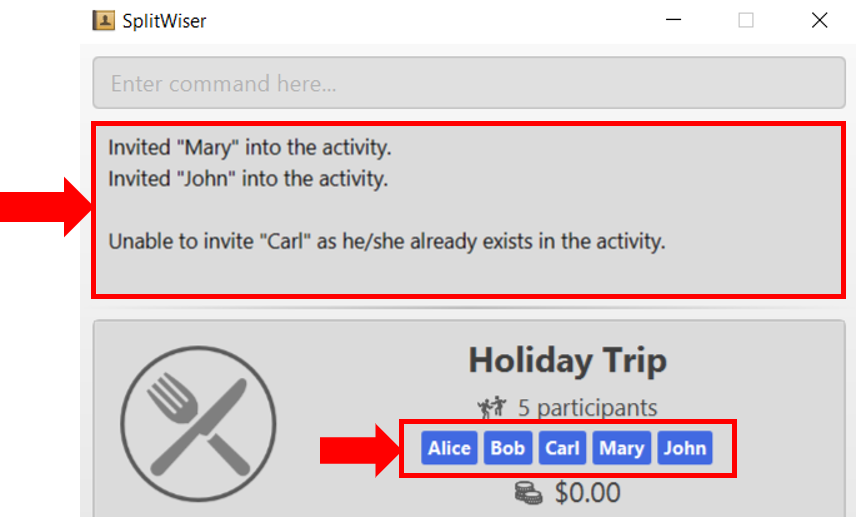 SplitWiser
Enter command here...
Invited "Mary" into the activity.
Invited "John" into the activity.
Unable to invite "Carl" as he/she already exists in the activity.
Holiday Trip
5 participants
Alice Bob Carl Mary John
$0.00